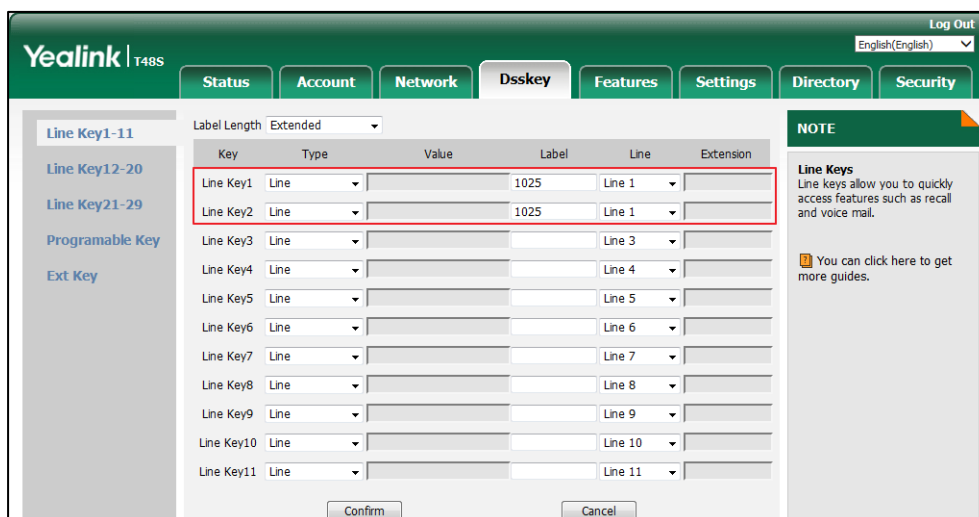 Log Out
Yealink T48S
English(English)
Status Account Network Dsskey Features Settings Directory Security
Line Key1-11
Line Key12-20
Line Key21-29
Programable Key
Ext Key
Label Length Extended
Key Type Value Label Line Extension
Line Key1 Line 1025 Line 1
Line Key2 Line 1025 Line 1
Line Key3 Line Line 3
Line Key4 Line Line 4
Line Key5 Line Line 5
Line Key6 Line Line 6
Line Key7 Line Line 7
Line Key8 Line Line 8
Line Key9 Line Line 9
Line Key10 Line Line 10
Line Key11 Line Line 11
Confirm Cancel
NOTE
Line Keys
Line keys allow you to quickly
access features such as recall
and voice mail.
You can click here to get
more guides.